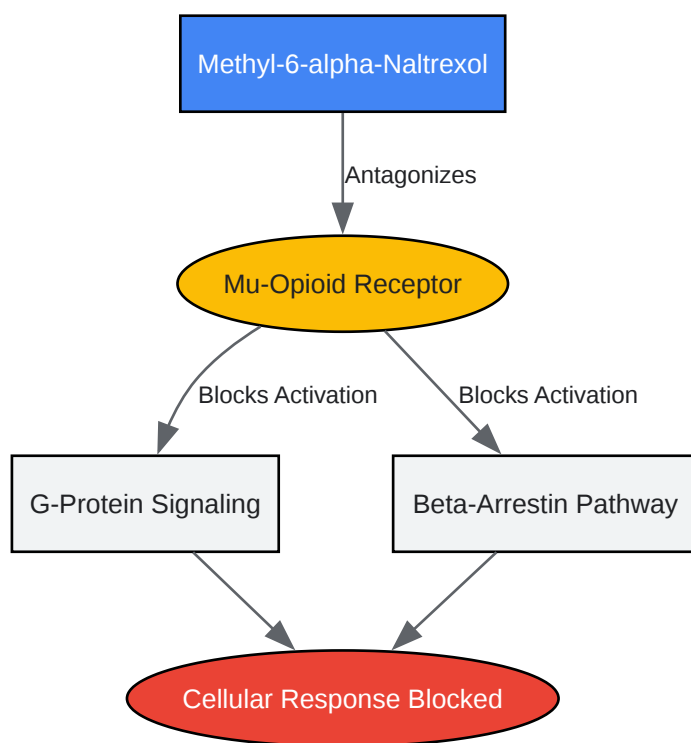 Methyl-6-alpha-Naltrexol
Antagonizes
Mu-Opioid Receptor
Blocks Activation
Blocks Activation
G-Protein Signaling
Beta-Arrestin Pathway
Cellular Response Blocked